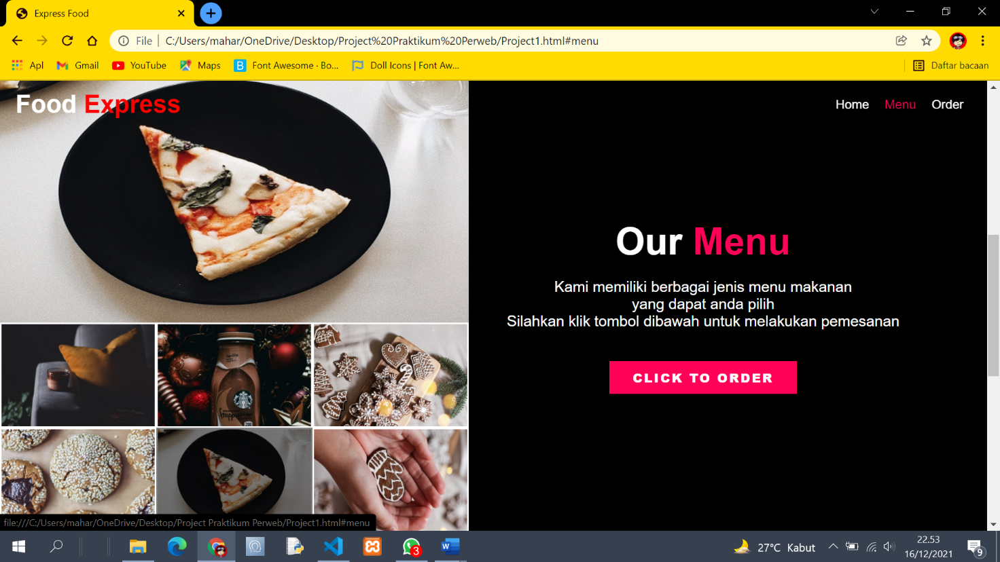 Express Food
File
C:/Users/mahar/OneDrive/Desktop/Project%20Praktikum%20Perweb/Project1.html#menu
Apl
Gmail
YouTube
Maps
Font Awesome · Bo...
Doll Icons | Font Aw...
Daftar bacaan
Food Express
Home
Menu
Order
Our Menu
Kami memiliki berbagai jenis menu makanan
yang dapat anda pilih
Silahkan klik tombol dibawah untuk melakukan pemesanan
CLICK TO ORDER
file:///C:/Users/mahar/OneDrive/Desktop/Project Praktikum Perweb/Project1.html#menu
3
27°C Kabut
22.53
16/12/2021
9